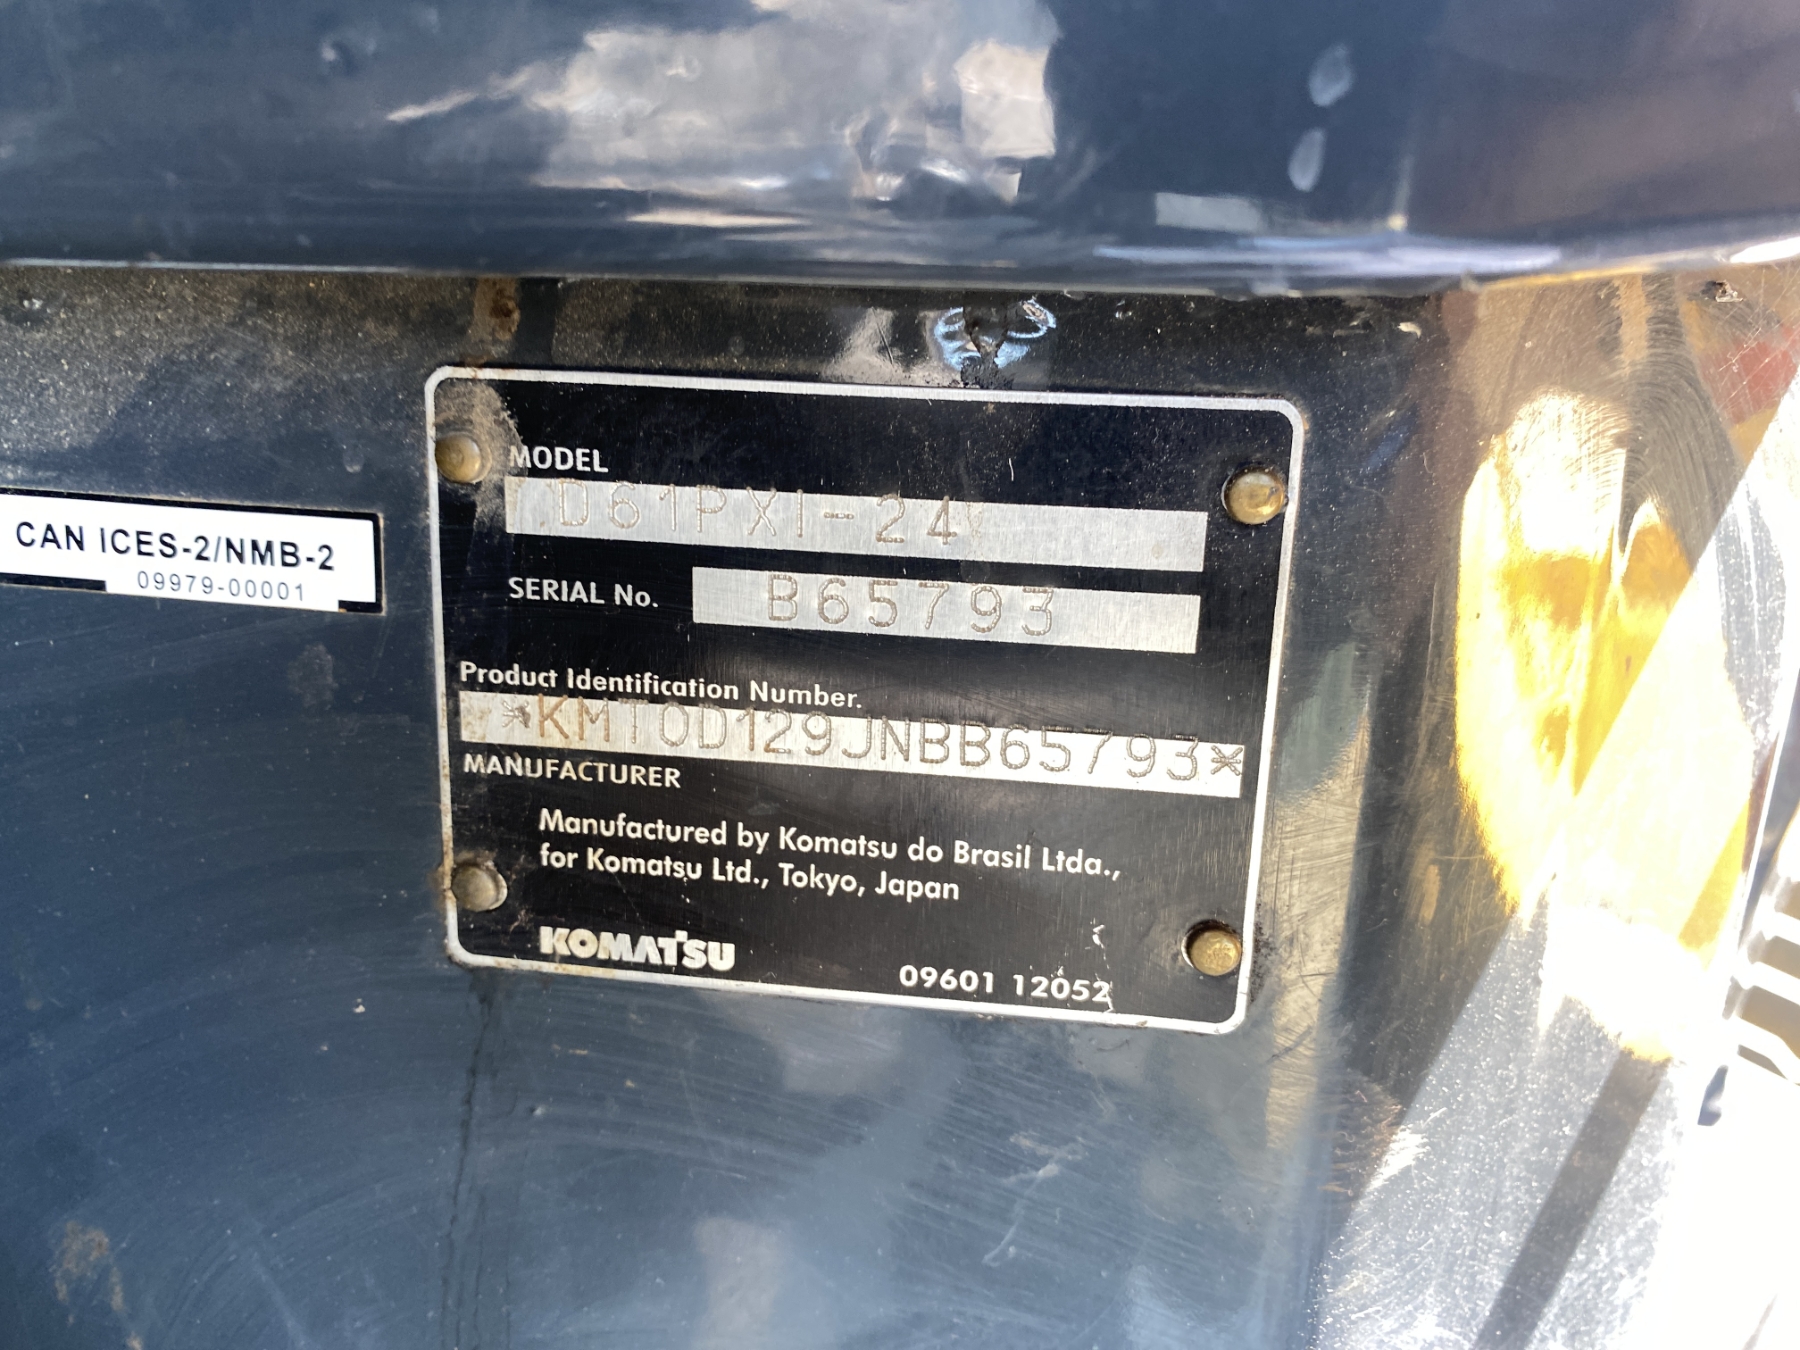 CAN ICES-2/NMB-2
09979-00001
MODEL
D61PXI-24
SERIAL No.
B65793
Product Identification Number.
*KMT0D129JNBB65793*
MANUFACTURER
Manufactured by Komatsu do Brasil Ltda.,
for Komatsu Ltd., Tokyo, Japan
KOMATSU
09601 12052